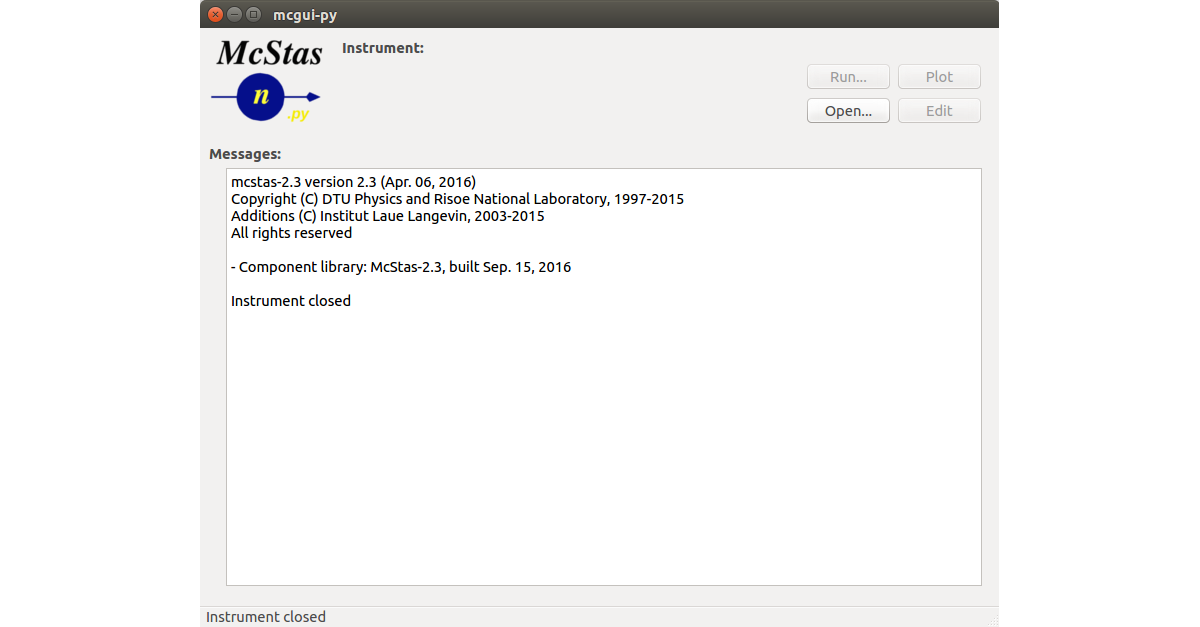 mcgui-py
McStas
n
.py
Instrument:
Run...
Plot
Open...
Edit
Messages:
mcstas-2.3 version 2.3 (Apr. 06, 2016)
Copyright (C) DTU Physics and Risoe National Laboratory, 1997-2015
Additions (C) Institut Laue Langevin, 2003-2015
All rights reserved
- Component library: McStas-2.3, built Sep. 15, 2016
Instrument closed
Instrument closed